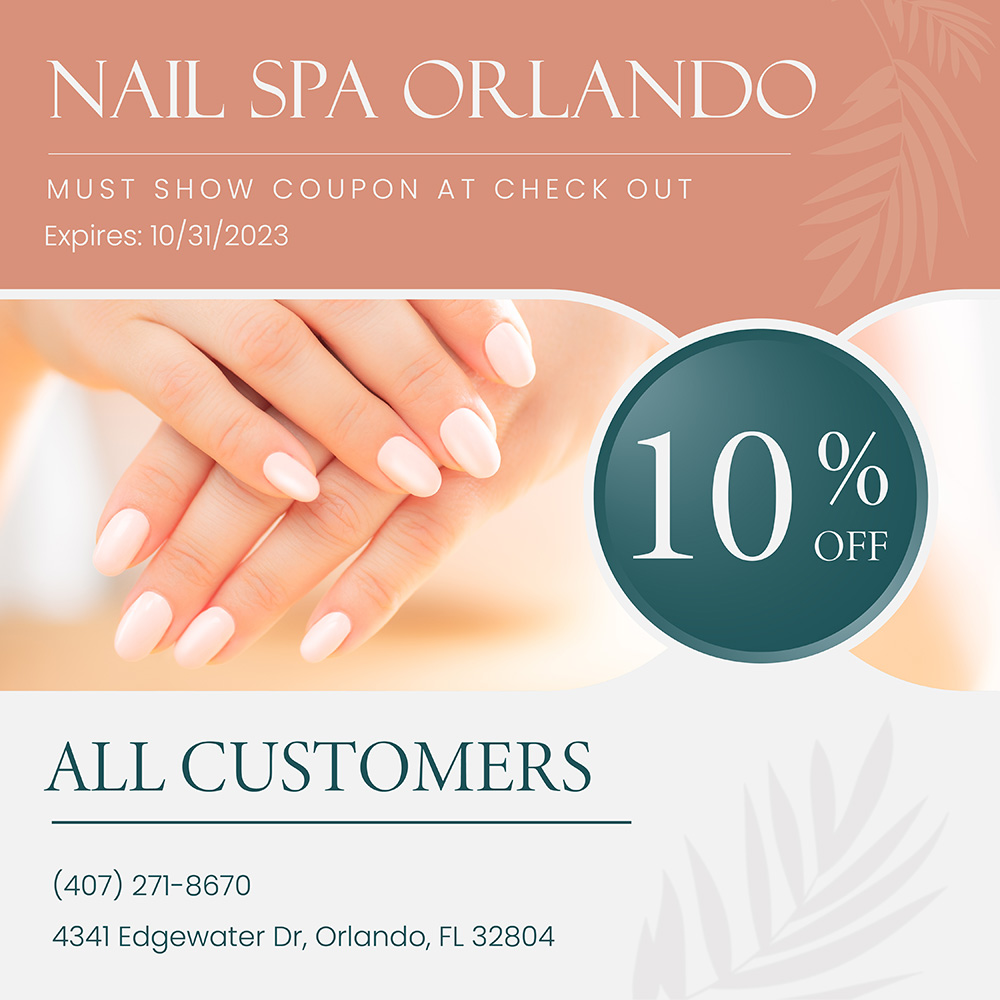 NAIL SPA ORLANDO
MUST SHOW COUPON AT CHECK OUT
Expires: 10/31/2023
10 %
OFF
ALL CUSTOMERS
(407) 271-8670
4341 Edgewater Dr, Orlando, FL 32804